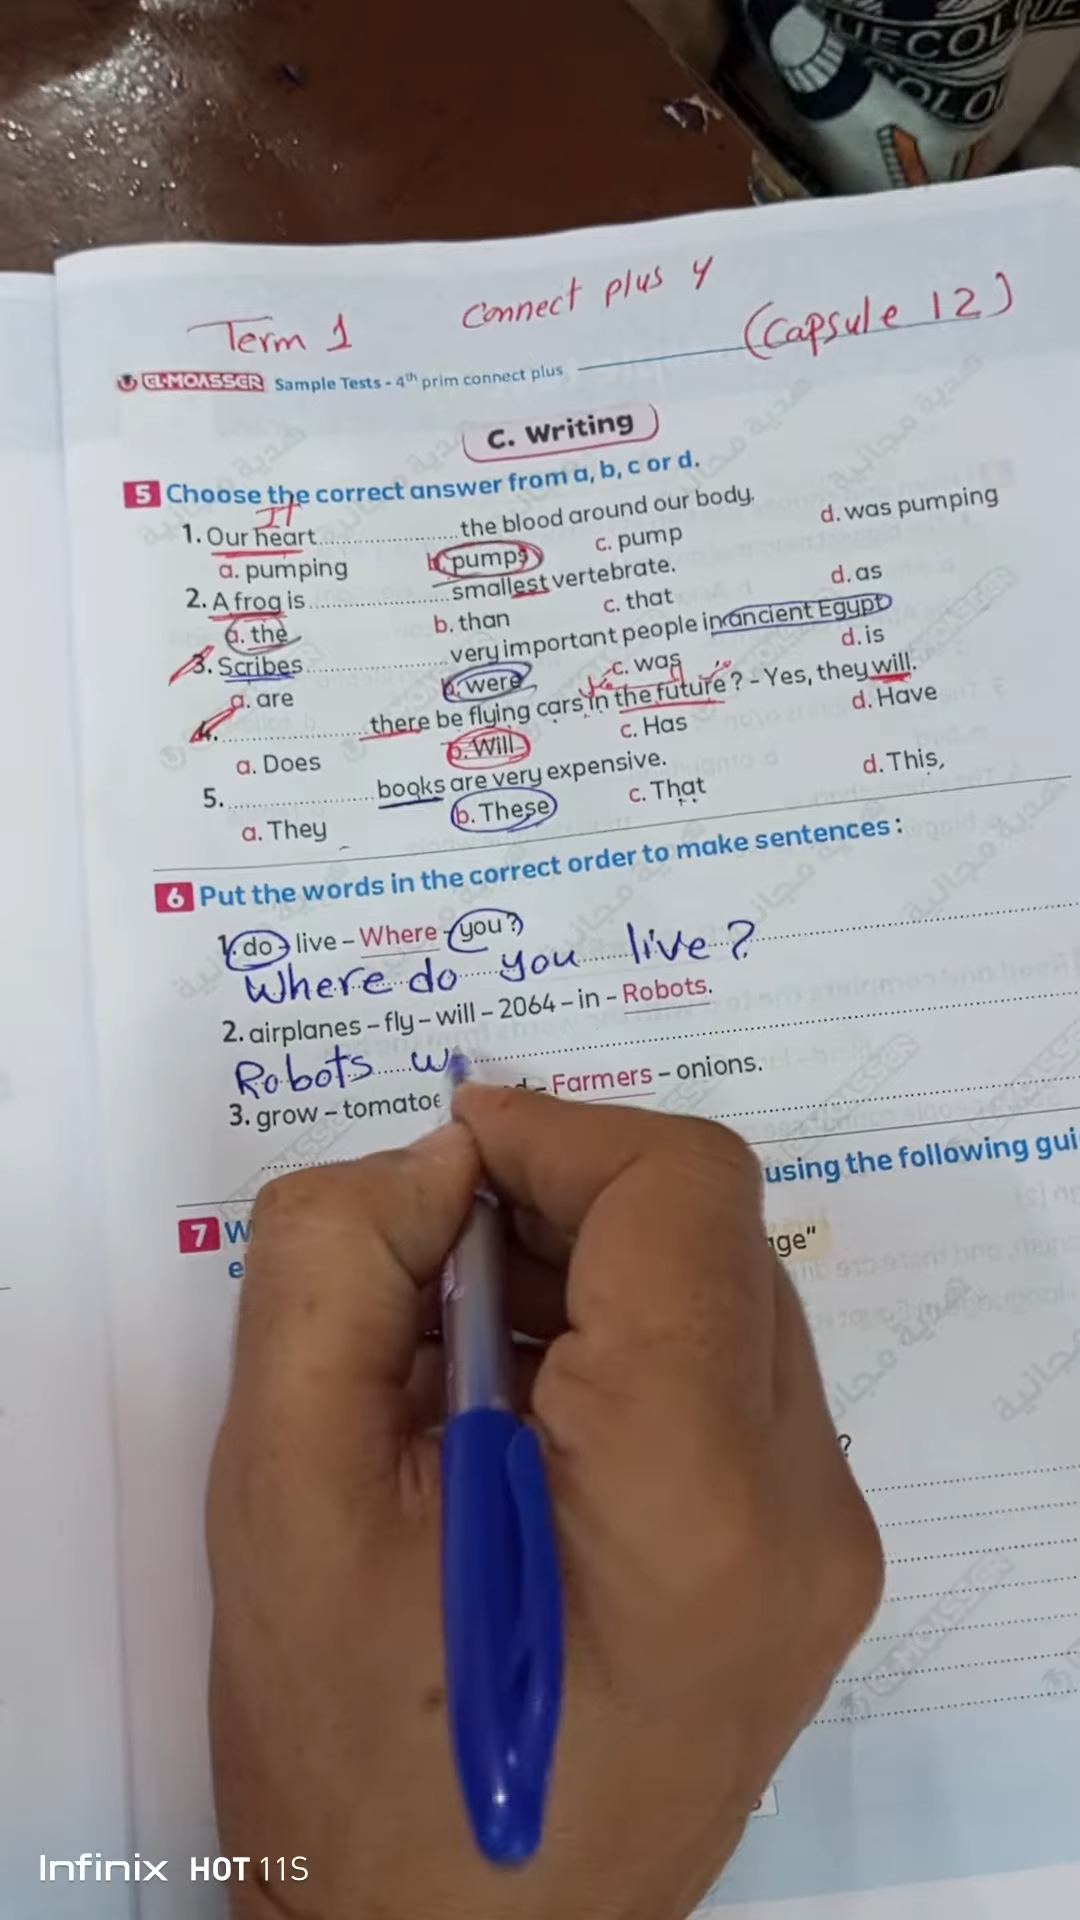 UECOL
OLO
Term 1 Connect plus 4 (Capsule 12)
EL-MOASSER Sample Tests - 4th prim connect plus
C. Writing
5 Choose the correct answer from a, b, c or d.
It
1. Our heart .................... the blood around our body.
a. pumping b. pumps c. pump d. was pumping
2. A frog is .................... smallest vertebrate.
a. the b. than c. that d. as
3. Scribes .................... very important people in ancient Egypt
a. are b. were c. was d. is
4. .................... there be flying cars in the future? - Yes, they will.
a. Does b. Will c. Has d. Have
5. .................... books are very expensive.
a. They b. These c. That d. This,
6 Put the words in the correct order to make sentences :
1. do - live - Where - you?
Where do you live?
2. airplanes - fly - will - 2064 - in - Robots.
Robots w
3. grow - tomatoe - Farmers - onions.
7 W using the following gui
e ge"
?
Infinix HOT 11S